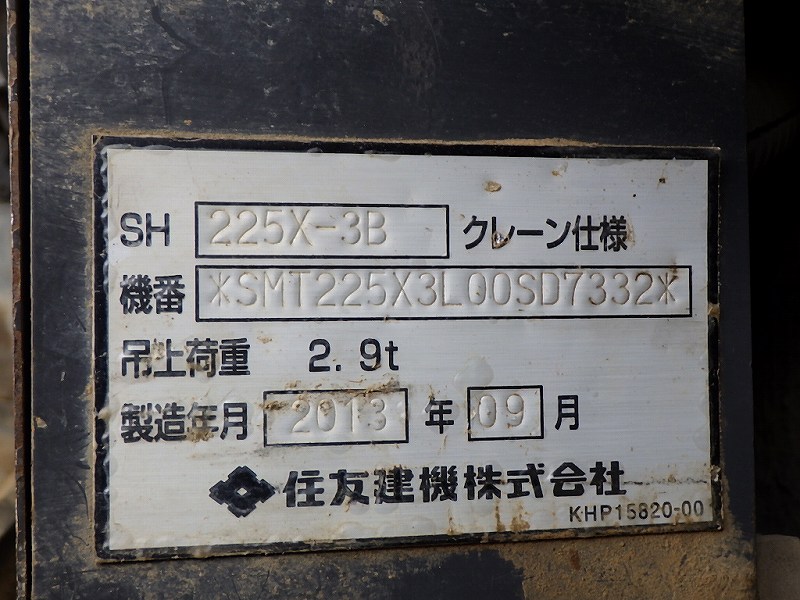 SH 225X-3B クレーン仕様
機番 *SMT225X3L00SD7332*
吊上荷重 2.9t
製造年月 2013 年 09 月
住友建機株式会社
KHP15820-00